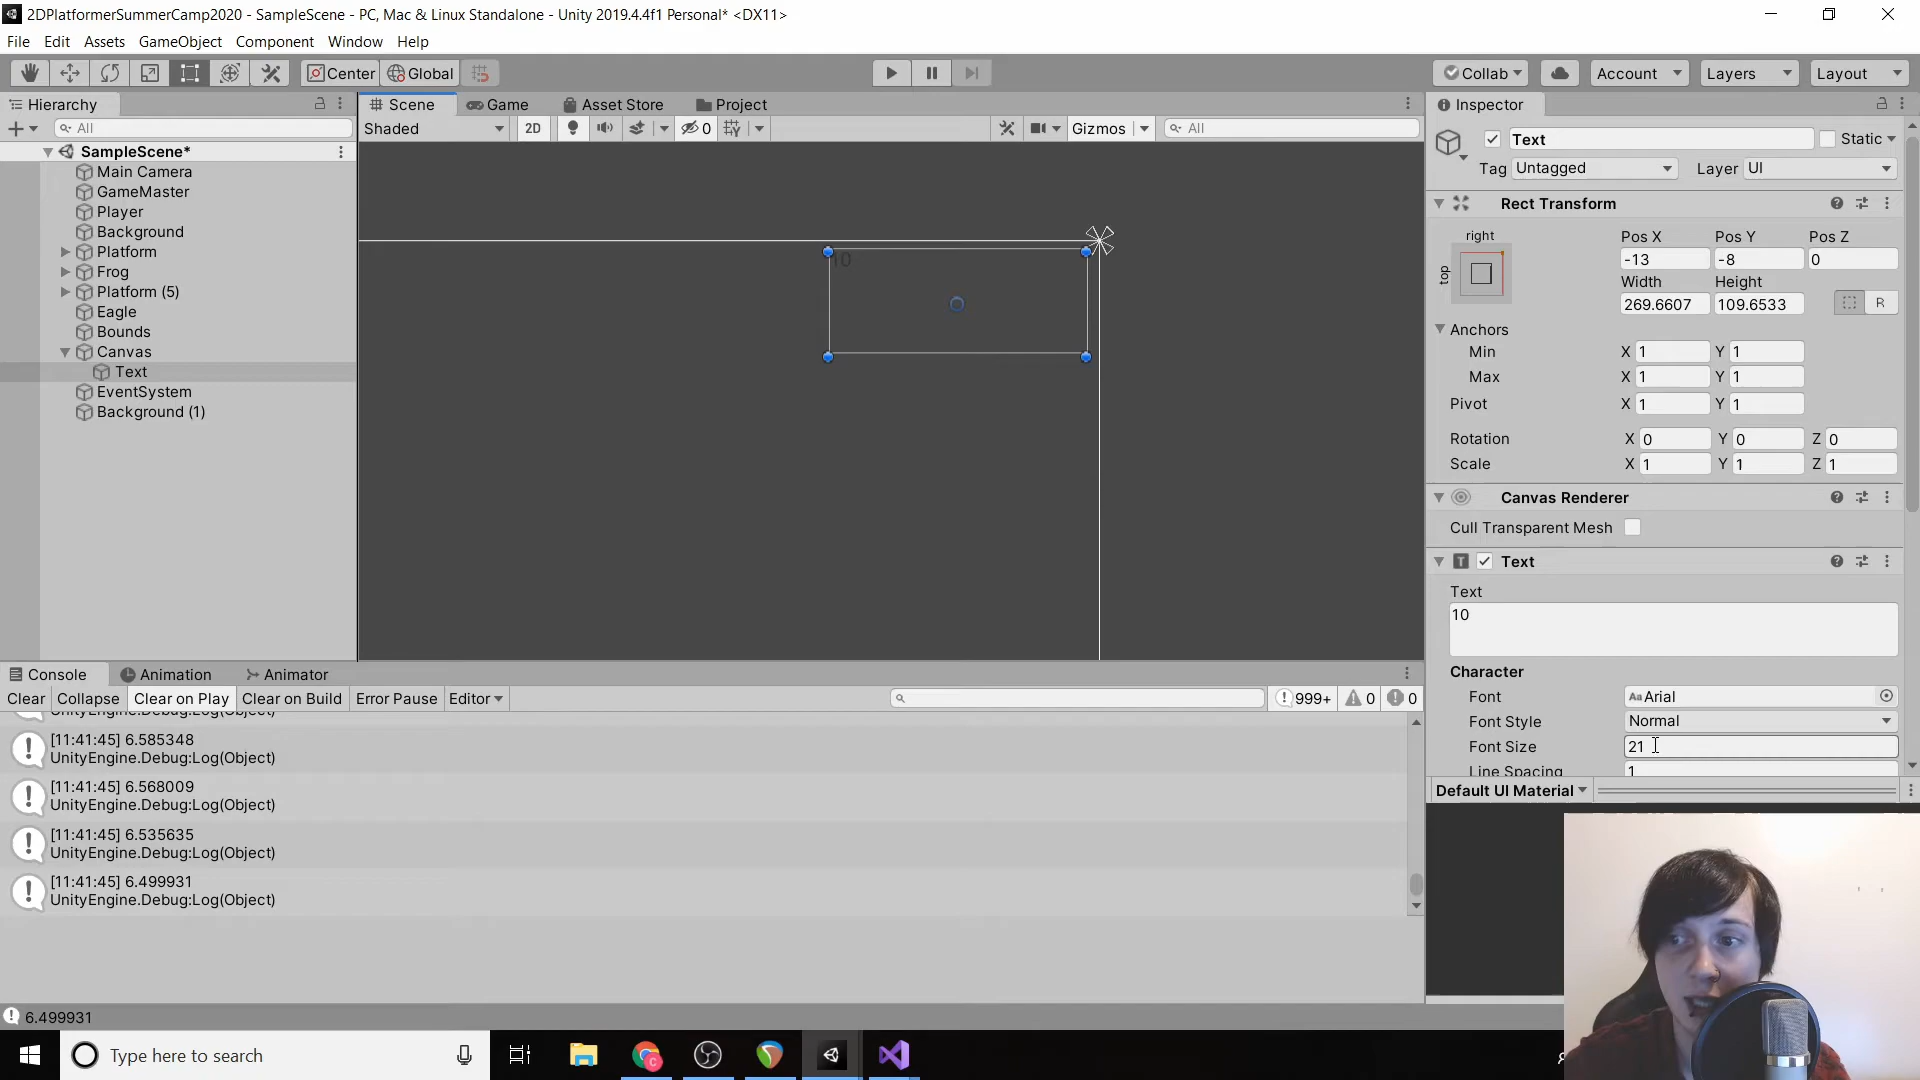 2DPlatformerSummerCamp2020 - SampleScene - PC, Mac & Linux Standalone - Unity 2019.4.4f1 Personal* <DX11>
File Edit Assets GameObject Component Window Help
Center Global Collab Account Layers Layout
Hierarchy
All
SampleScene*
Main Camera
GameMaster
Player
Background
Platform
Frog
Platform (5)
Eagle
Bounds
Canvas
Text
EventSystem
Background (1)
Scene Game Asset Store Project
Shaded 2D 0 Gizmos All
10
Inspector
Text Static
Tag Untagged Layer UI
Rect Transform
right Pos X Pos Y Pos Z
top -13 -8 0
Width Height
269.6607 109.6533 R
Anchors
Min X 1 Y 1
Max X 1 Y 1
Pivot X 1 Y 1
Rotation X 0 Y 0 Z 0
Scale X 1 Y 1 Z 1
Canvas Renderer
Cull Transparent Mesh
Text
Text
10
Character
Font Arial
Font Style Normal
Font Size 21
Line Spacing 1
Default UI Material
Console Animation Animator
Clear Collapse Clear on Play Clear on Build Error Pause Editor 999+ 0 0
UnityEngine.Debug:Log(Object)
[11:41:45] 6.585348
UnityEngine.Debug:Log(Object)
[11:41:45] 6.568009
UnityEngine.Debug:Log(Object)
[11:41:45] 6.535635
UnityEngine.Debug:Log(Object)
[11:41:45] 6.499931
UnityEngine.Debug:Log(Object)
6.499931
Type here to search